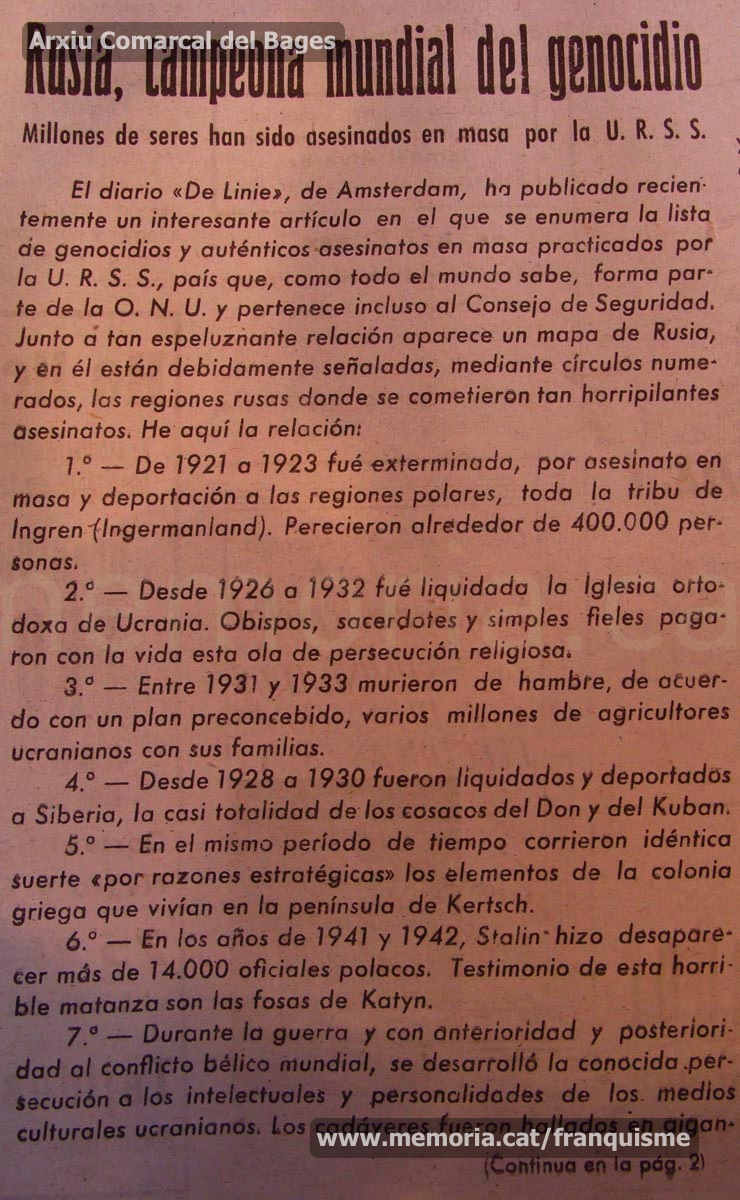 Arxiu Comarcal del Bages
Rusia, campeona mundial del genocidio
Millones de seres han sido asesinados en masa por la U. R. S. S.
El diario «De Linie», de Amsterdam, ha publicado recien-
temente un interesante artículo en el que se enumera la lista
de genocidios y auténticos asesinatos en masa practicados por
la U. R. S. S., país que, como todo el mundo sabe, forma par-
te de la O. N. U. y pertenece incluso al Consejo de Seguridad.
Junto a tan espeluznante relación aparece un mapa de Rusia,
y en él están debidamente señaladas, mediante círculos nume-
rados, las regiones rusas donde se cometieron tan horripilantes
asesinatos. He aquí la relación:
1.º — De 1921 a 1923 fué exterminada, por asesinato en
masa y deportación a las regiones polares, toda la tribu de
Ingren (Ingermanland). Perecieron alrededor de 400.000 per-
sonas.
2.º — Desde 1926 a 1932 fué liquidada la Iglesia orto-
doxa de Ucrania. Obispos, sacerdotes y simples fieles paga-
ron con la vida esta ola de persecución religiosa.
3.º — Entre 1931 y 1933 murieron de hambre, de acuer-
do con un plan preconcebido, varios millones de agricultores
ucranianos con sus familias.
4.º — Desde 1928 a 1930 fueron liquidados y deportados
a Siberia, la casi totalidad de los cosacos del Don y del Kuban.
5.º — En el mismo período de tiempo corrieron idéntica
suerte «por razones estratégicas» los elementos de la colonia
griega que vivían en la península de Kertsch.
6.º — En los años de 1941 y 1942, Stalin hizo desapare-
cer más de 14.000 oficiales polacos. Testimonio de esta horri-
ble matanza son las fosas de Katyn.
7.º — Durante la guerra y con anterioridad y posteriori-
dad al conflicto bélico mundial, se desarrolló la conocida per-
secución a los intelectuales y personalidades de los medios
culturales ucranianos. Los cadáveres fueron hallados en gigan-
www.memoria.cat/franquisme
(Continua en la pág. 2)